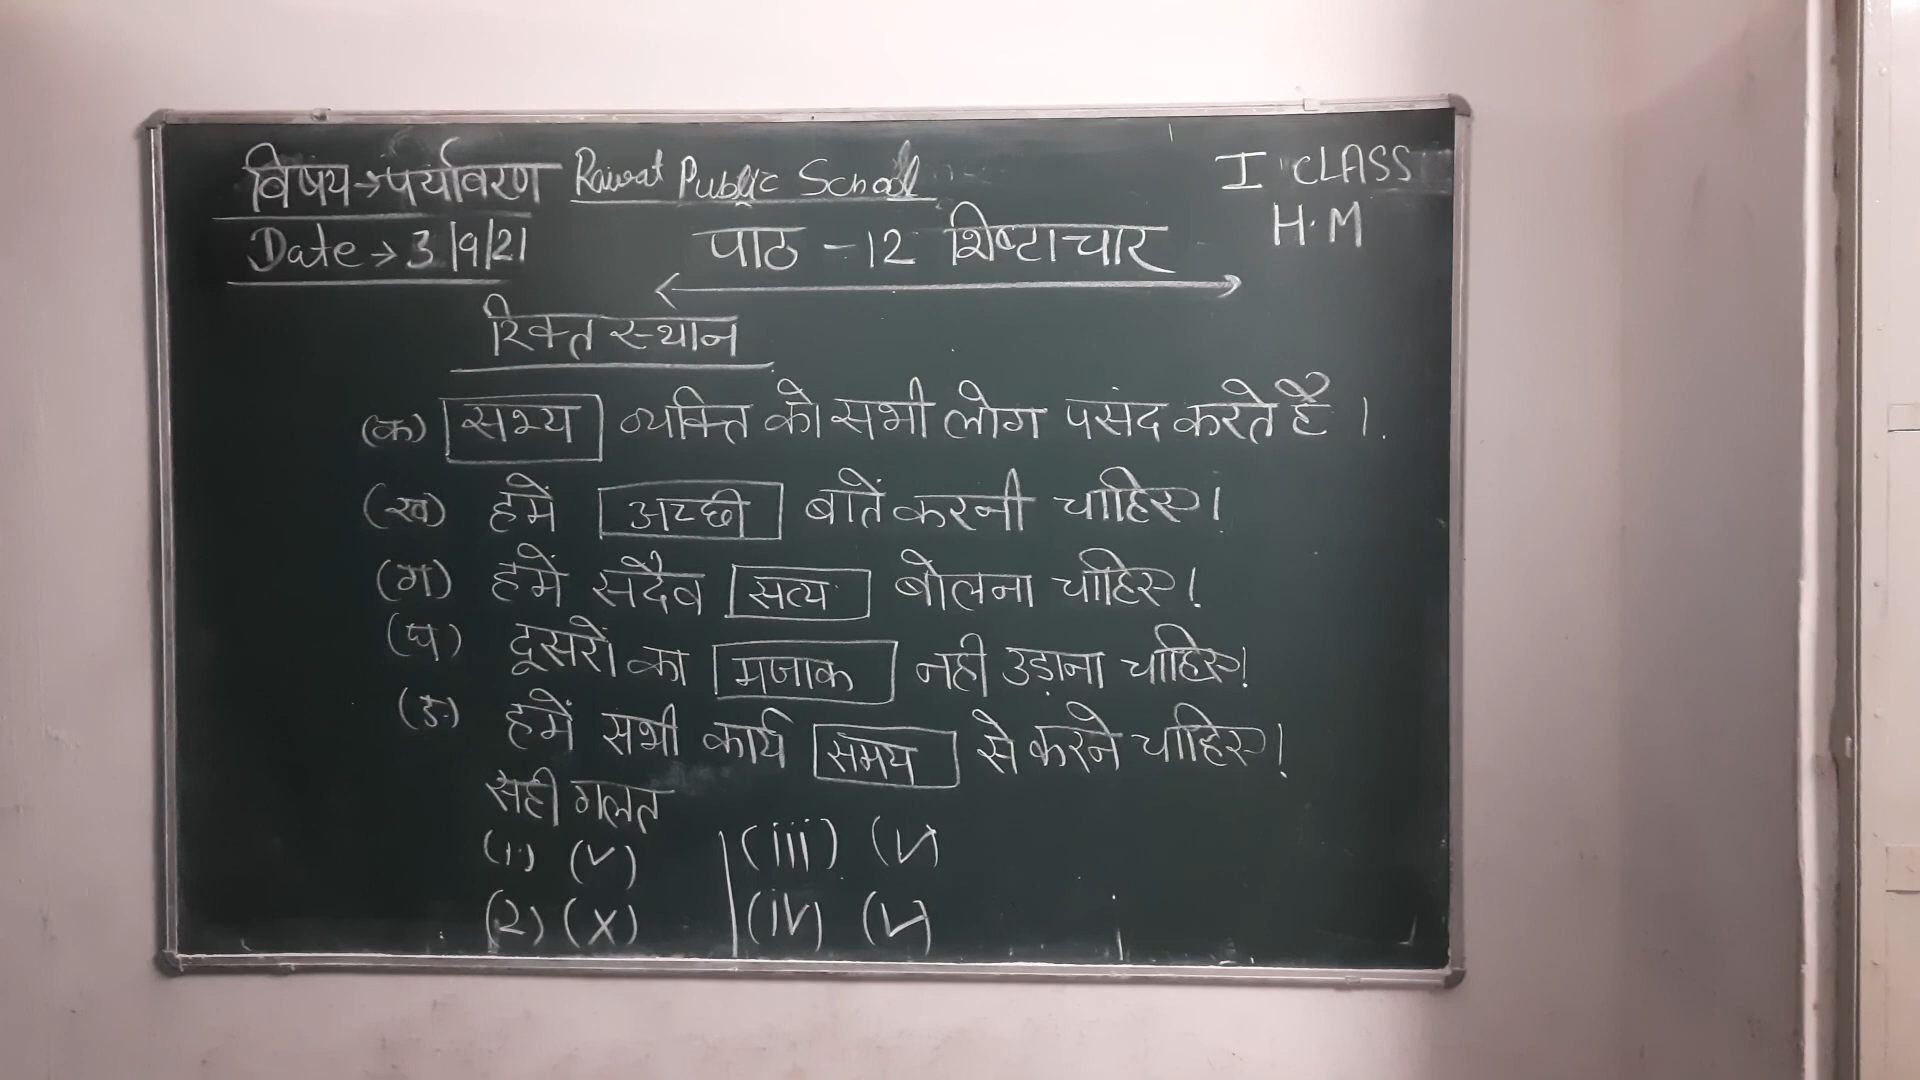 विषय→पर्यावरण Rawat Public School I CLASS
Date → 3/9/21 पाठ - 12 शिष्टाचार H.M
रिक्त स्थान
(क) सभ्य व्यक्ति को सभी लोग पसंद करते है ।
(ख) हमें अच्छी बातें करनी चाहिए।
(ग) हमें सदैव सत्य बोलना चाहिए।
(घ) दूसरों का मजाक नही उड़ाना चाहिए।
(ङ) हमें सभी कार्य समय से करने चाहिए।
सही गलत
(1) (✓) (iii) (✓)
(2) (X) (iv) (✓)